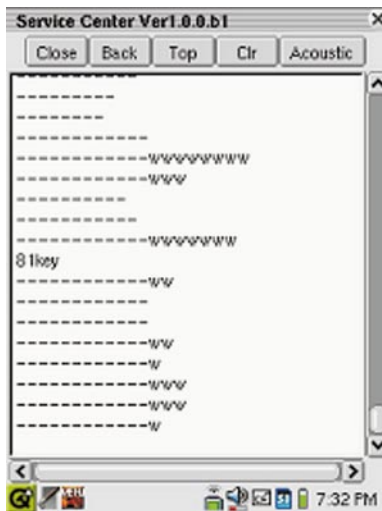 Service Center Ver1.0.0.b1
Close Back Top Clr Acoustic
-----------
---------
--------
------------
------------wwwwwwww
------------www
----------
-----------
------------wwwwwww
81key
------------ww
------------
------------
------------ww
------------w
------------www
------------www
------------w
7:32 PM